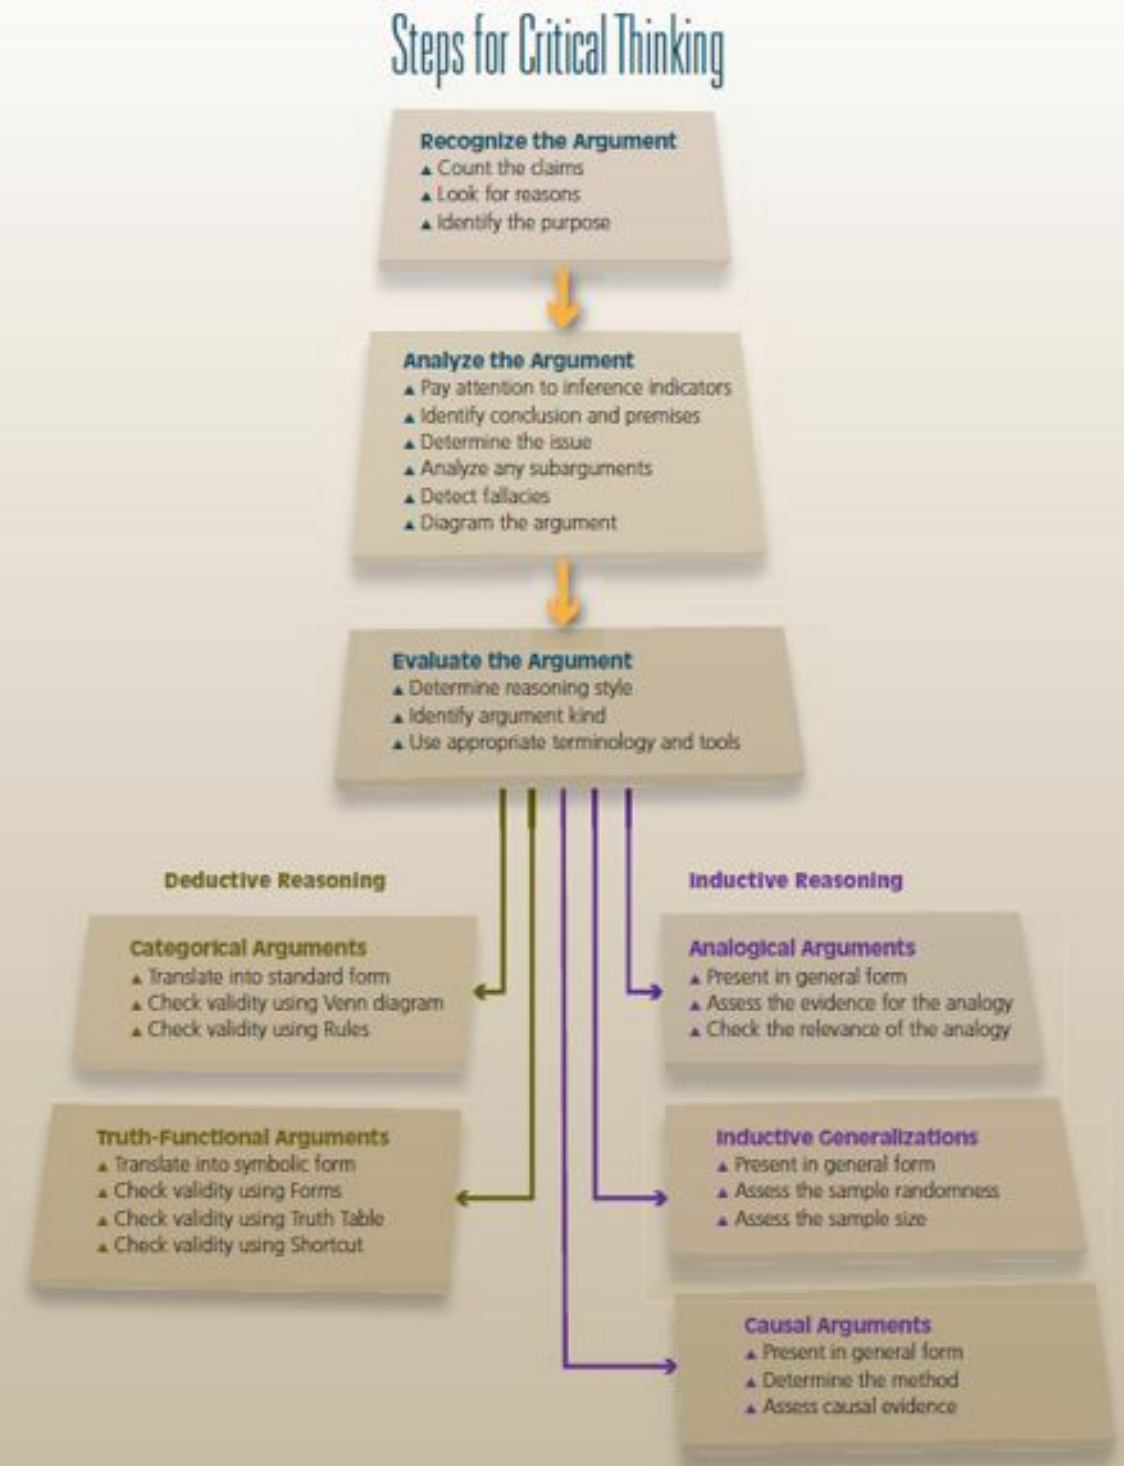 Steps for Critical Thinking
Recognize the Argument
▲ Count the claims
▲ Look for reasons
▲ Identify the purpose
Analyze the Argument
▲ Pay attention to inference indicators
▲ Identify conclusion and premises
▲ Determine the issue
▲ Analyze any subarguments
▲ Detect fallacies
▲ Diagram the argument
Evaluate the Argument
▲ Determine reasoning style
▲ Identify argument kind
▲ Use appropriate terminology and tools
Deductive Reasoning
Categorical Arguments
▲ Translate into standard form
▲ Check validity using Venn diagram
▲ Check validity using Rules
Truth-Functional Arguments
▲ Translate into symbolic form
▲ Check validity using Forms
▲ Check validity using Truth Table
▲ Check validity using Shortcut
Inductive Reasoning
Analogical Arguments
▲ Present in general form
▲ Assess the evidence for the analogy
▲ Check the relevance of the analogy
Inductive Generalizations
▲ Present in general form
▲ Assess the sample randomness
▲ Assess the sample size
Causal Arguments
▲ Present in general form
▲ Determine the method
▲ Assess causal evidence